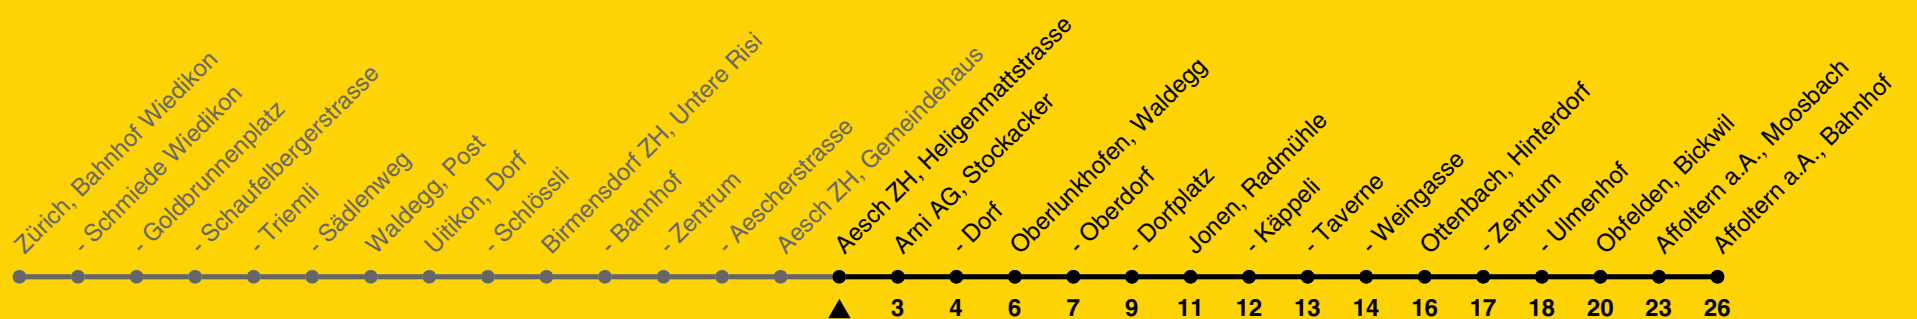 Zürich, Bahnhof Wiedikon
- Schmiede Wiedikon
- Goldbrunnenplatz
- Schaufelbergerstrasse
- Triemli
- Sädlenweg
Waldegg, Post
Uitikon, Dorf
- Schlössli
Birmensdorf ZH, Untere Risi
- Bahnhof
- Zentrum
- Aescherstrasse
Aesch ZH, Gemeindehaus
Aesch ZH, Heligenmattstrasse
Arni AG, Stockacker
- Dorf
Oberlunkhofen, Waldegg
- Oberdorf
- Dorfplatz
Jonen, Radmühle
- Käppeli
- Taverne
- Weingasse
Ottenbach, Hinterdorf
- Zentrum
- Ulmenhof
Obfelden, Bickwil
Affoltern a.A., Moosbach
Affoltern a.A., Bahnhof
3 4 6 7 9 11 12 13 14 16 17 18 20 23 26